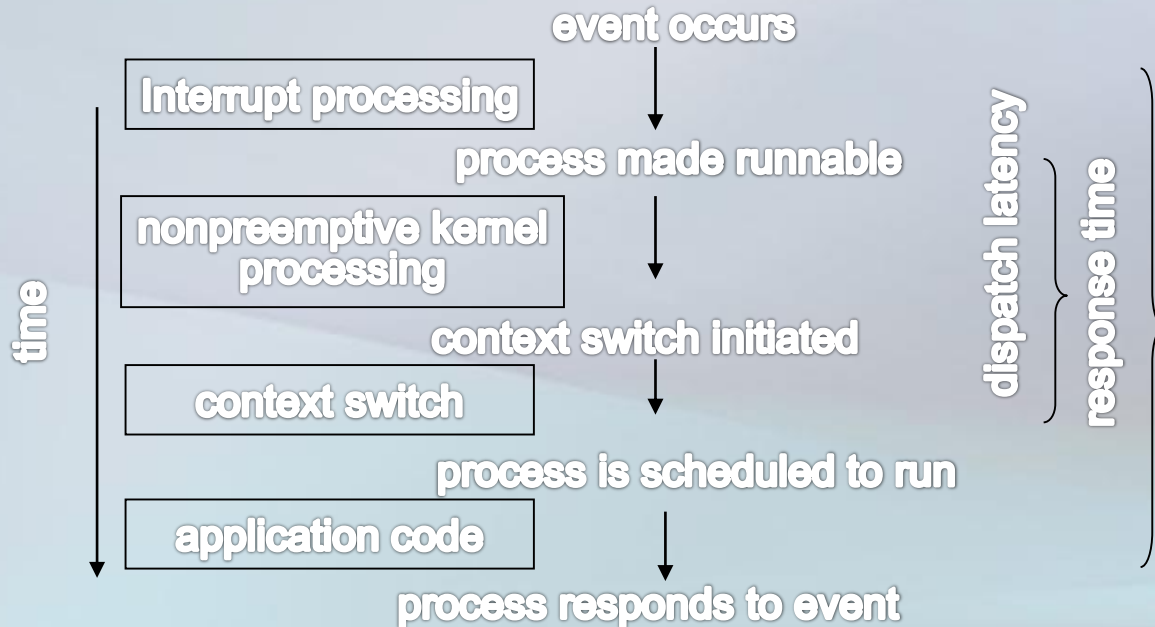 event occurs
Interrupt processing
process made runnable
nonpreemptive kernel
processing
context switch initiated
context switch
process is scheduled to run
application code
process responds to event
time
dispatch latency
response time